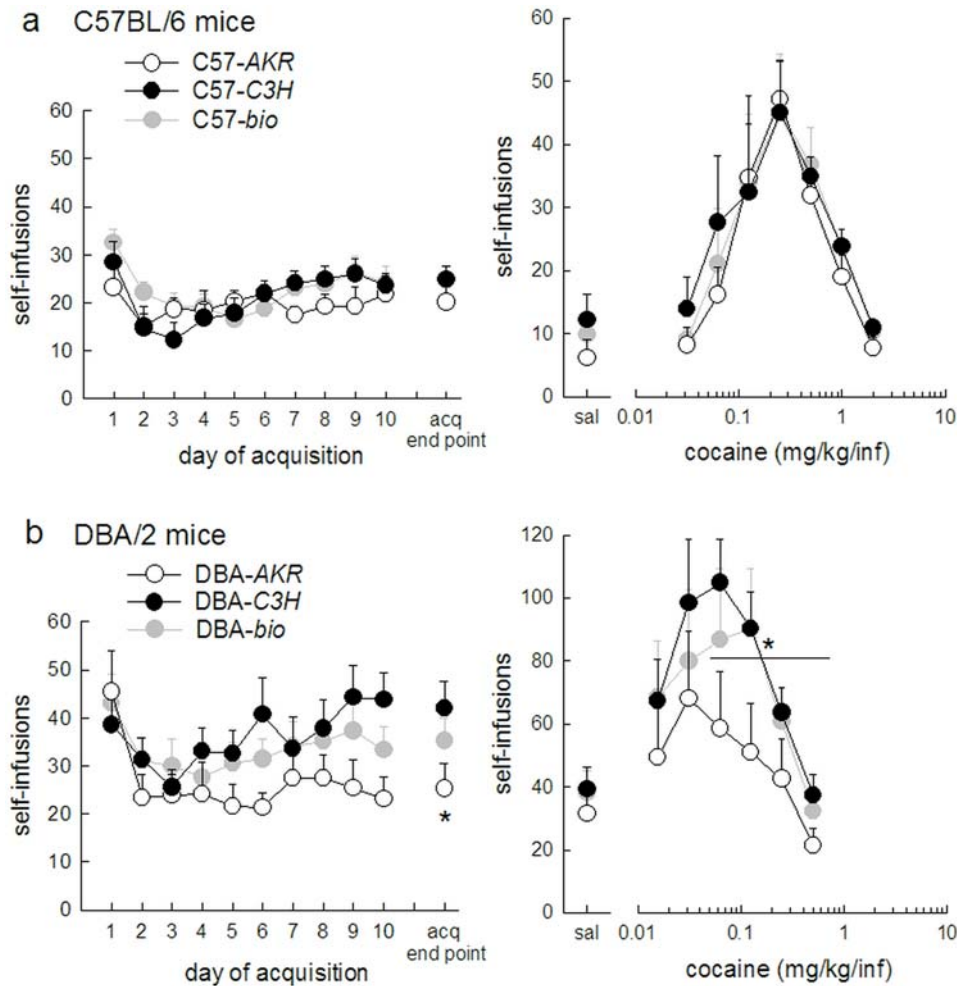 a C57BL/6 mice
C57-AKR
C57-C3H
C57-bio
60
50
40
30
20
10
0
self-infusions
1 2 3 4 5 6 7 8 9 10 acq
end point
day of acquisition
60
50
40
30
20
10
0
self-infusions
sal 0.01 0.1 1 10
cocaine (mg/kg/inf)
b DBA/2 mice
DBA-AKR
DBA-C3H
DBA-bio
60
50
40
30
20
10
0
self-infusions
*
1 2 3 4 5 6 7 8 9 10 acq
end point
day of acquisition
120
100
80
60
40
20
0
self-infusions
*
sal 0.01 0.1 1 10
cocaine (mg/kg/inf)